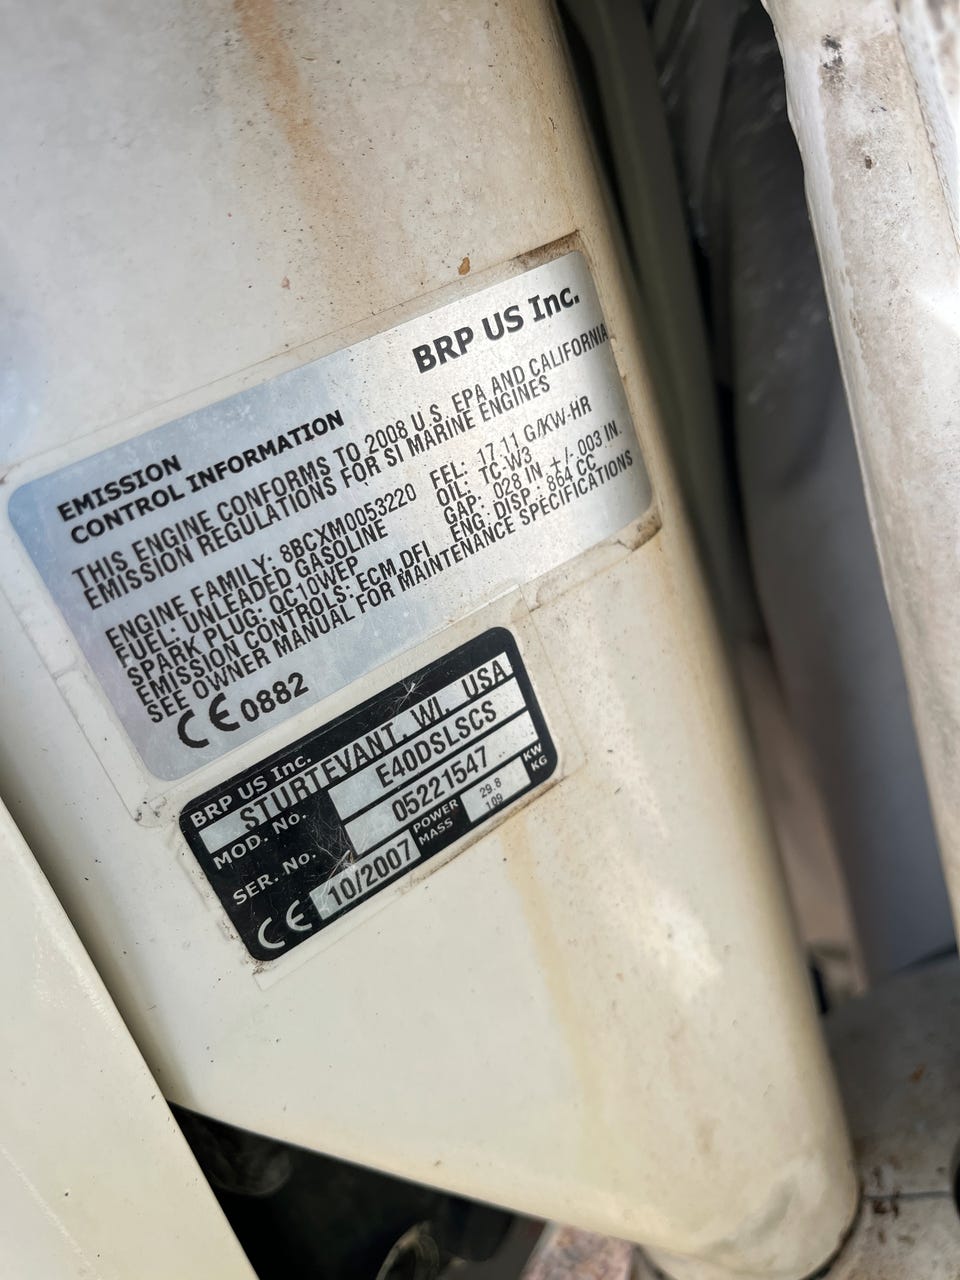 BRP US Inc.
EMISSION
CONTROL INFORMATION
THIS ENGINE CONFORMS TO 2008 U.S. EPA AND CALIFORNIA
EMISSION REGULATIONS FOR SI MARINE ENGINES
ENGINE FAMILY: 8BCXM0053220 FEL: 17.11 G/KW-HR
FUEL: UNLEADED GASOLINE OIL: TC-W3
SPARK PLUG: QC10WEP GAP: .028 IN +/-.003 IN.
EMISSION CONTROLS: ECM,DFI ENG. DISP.: 864 CC
SEE OWNER MANUAL FOR MAINTENANCE SPECIFICATIONS
CE 0882
BRP US Inc.
STURTEVANT, WI, USA
MOD. No. E40DSLSCS
SER. No. 05221547
CE 10/2007 POWER 29.8 KW
MASS 109 KG